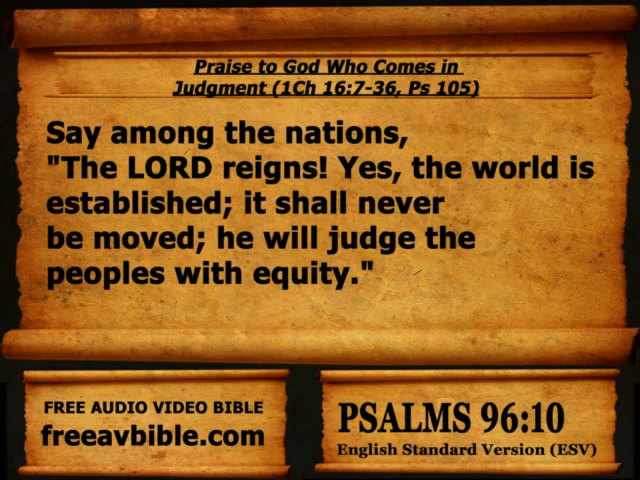 Praise to God Who Comes in
Judgment (1Ch 16:7-36, Ps 105)
Say among the nations,
"The LORD reigns! Yes, the world is
established; it shall never
be moved; he will judge the
peoples with equity."
FREE AUDIO VIDEO BIBLE
freeavbible.com
PSALMS 96:10
English Standard Version (ESV)